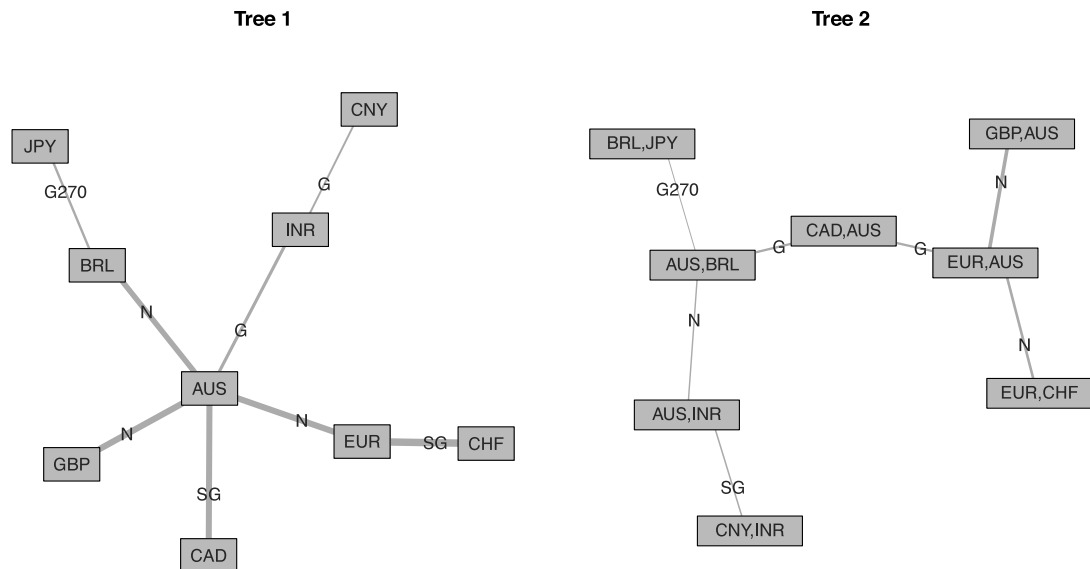 Tree 1
CNY
JPY
G270
G
INR
BRL
N
G
AUS
N
N
EUR
SG
CHF
GBP
SG
CAD
Tree 2
GBP,AUS
BRL,JPY
G270
N
CAD,AUS
G
G
AUS,BRL
EUR,AUS
N
N
EUR,CHF
AUS,INR
SG
CNY,INR